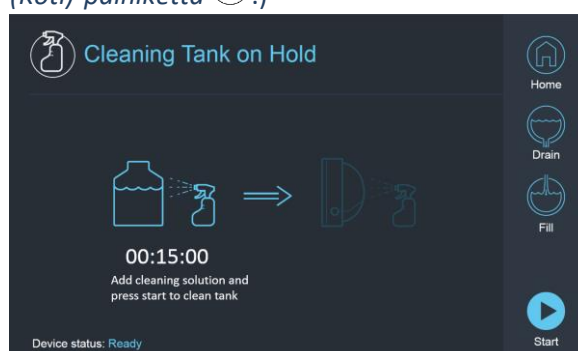 (Koti) painiketta .)
Cleaning Tank on Hold
Home
Drain
Fill
00:15:00
Add cleaning solution and
press start to clean tank
Device status: Ready
Start